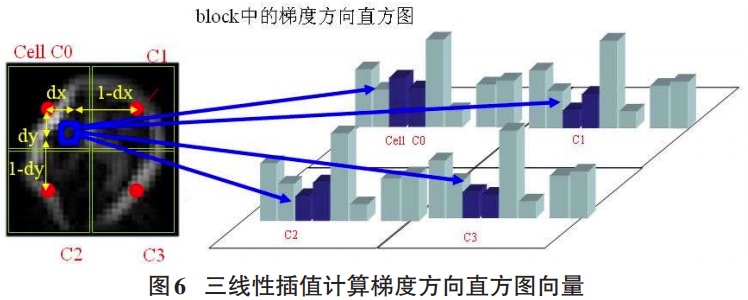 block中的梯度方向直方图
Cell C0
C1
dx
1-dx
dy
1-dy
C2
C3
Cell C0
C1
C2
C3
图6 三线性插值计算梯度方向直方图向量